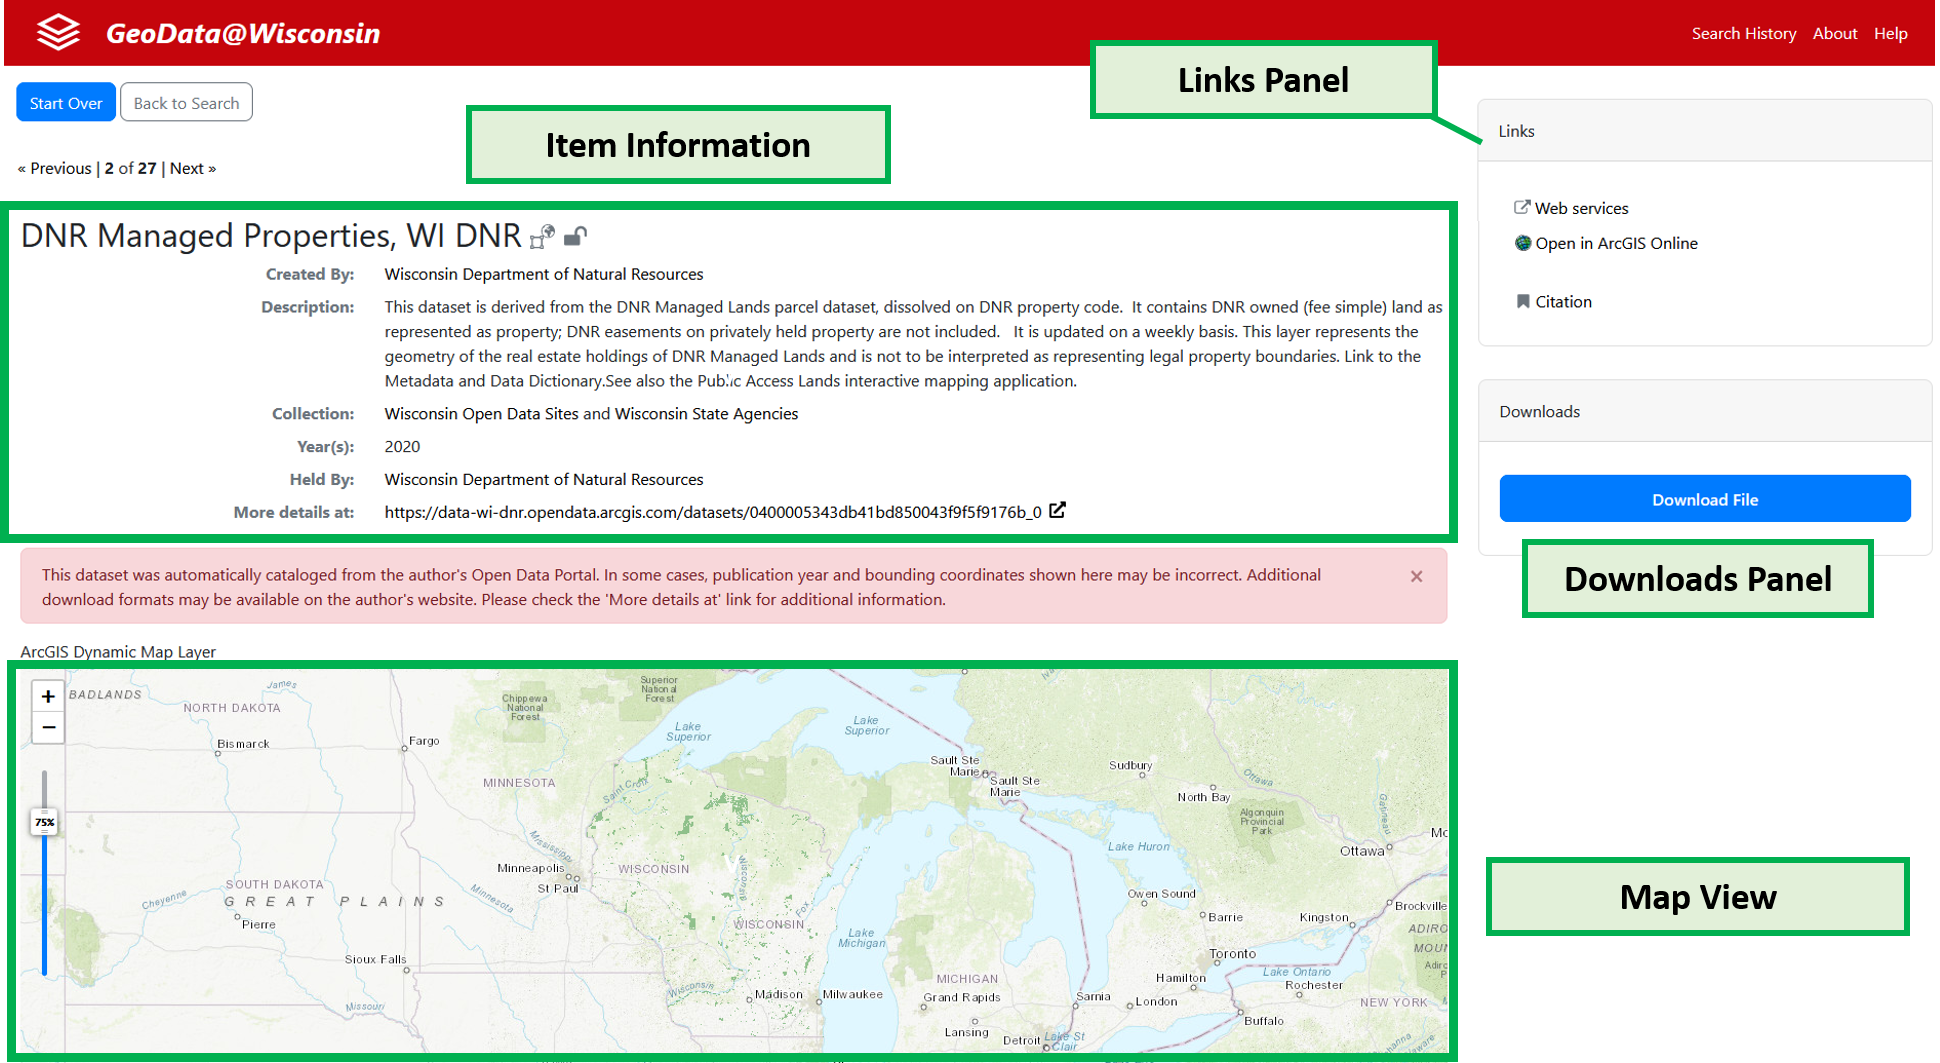 GeoData@Wisconsin
Search History About Help
Links Panel
Start Over
Back to Search
Item Information
« Previous | 2 of 27 | Next »
DNR Managed Properties, WI DNR
Created By: Wisconsin Department of Natural Resources
Description: This dataset is derived from the DNR Managed Lands parcel dataset, dissolved on DNR property code. It contains DNR owned (fee simple) land as
represented as property; DNR easements on privately held property are not included. It is updated on a weekly basis. This layer represents the
geometry of the real estate holdings of DNR Managed Lands and is not to be interpreted as representing legal property boundaries. Link to the
Metadata and Data Dictionary.See also the Public Access Lands interactive mapping application.
Collection: Wisconsin Open Data Sites and Wisconsin State Agencies
Year(s): 2020
Held By: Wisconsin Department of Natural Resources
More details at: https://data-wi-dnr.opendata.arcgis.com/datasets/0400005343db41bd850043f9f5f9176b_0
Links
Web services
Open in ArcGIS Online
Citation
Downloads
Download File
Downloads Panel
This dataset was automatically cataloged from the author's Open Data Portal. In some cases, publication year and bounding coordinates shown here may be incorrect. Additional
download formats may be available on the author's website. Please check the 'More details at' link for additional information.
×
ArcGIS Dynamic Map Layer
+
−
75%
BADLANDS
James
NORTH DAKOTA
Bismarck
Fargo
Chippewa
National
Forest
Superior
National
Forest
Lake
Superior
Lake
Superior
MINNESOTA
Saint Croix
Sault Ste
Marie
Sault Ste
Marie
Sudbury
North Bay
Ottawa
Gatineau
Algonquin
Provincial
Park
Ottawa
Mississippi
Minneapolis
St Paul
WISCONSIN
Wisconsin
Lake Huron
SOUTH DAKOTA
GREAT PLAINS
Cheyenne
Minnesota
Pierre
Fox
WISCONSIN
Lake
Michigan
Owen Sound
Barrie
Kingston
Brockville
Sioux Falls
Missouri
Wisconsin
Madison
Milwaukee
MICHIGAN
Grand Rapids
Lansing
Detroit
Lake St
Clair
Sarnia
London
Hamilton
Toronto
Lake Ontario
Rochester
Buffalo
NEW YORK
Map View